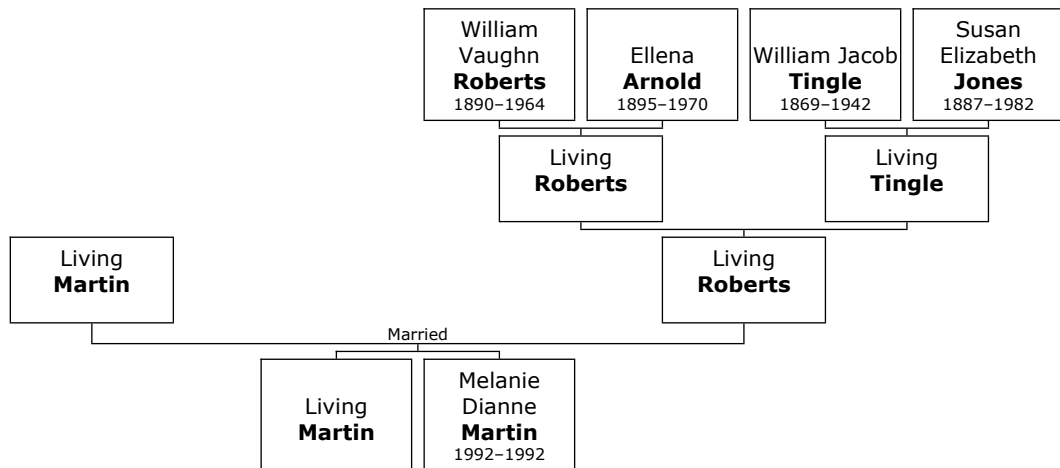 William
Vaughn
Roberts
1890–1964
Ellena
Arnold
1895–1970
William Jacob
Tingle
1869–1942
Susan
Elizabeth
Jones
1887–1982
Living
Roberts
Living
Tingle
Living
Martin
Living
Roberts
Married
Living
Martin
Melanie
Dianne
Martin
1992–1992